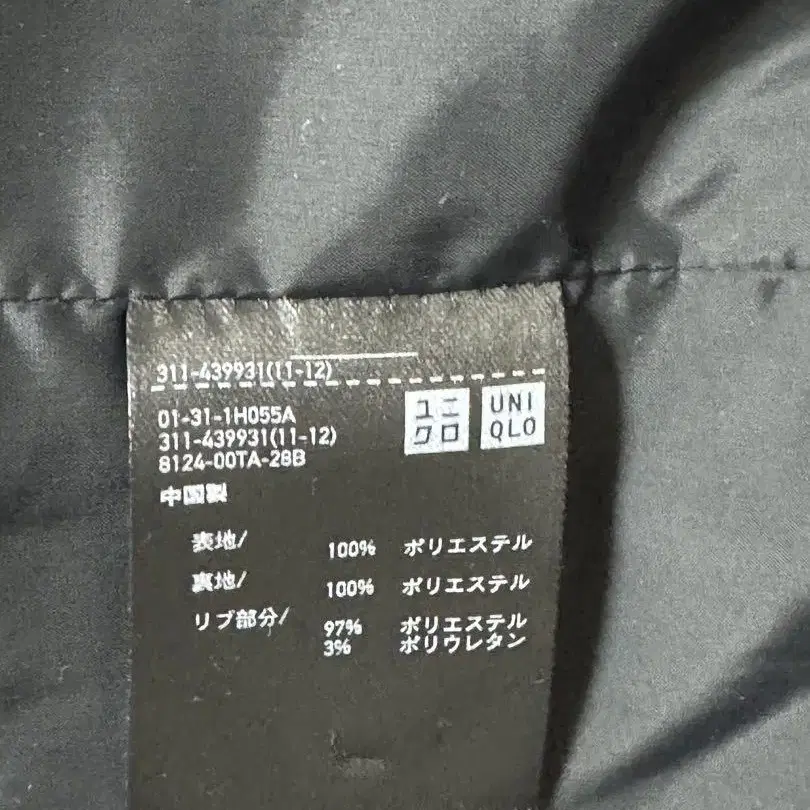 311-439931(11-12)
01-31-1H055A
311-439931(11-12)
8124-00TA-28B
ユニ
クロ
UNI
QLO
中国製
表地/ 100% ポリエステル
裏地/ 100% ポリエステル
リブ部分/ 97% ポリエステル
3% ポリウレタン